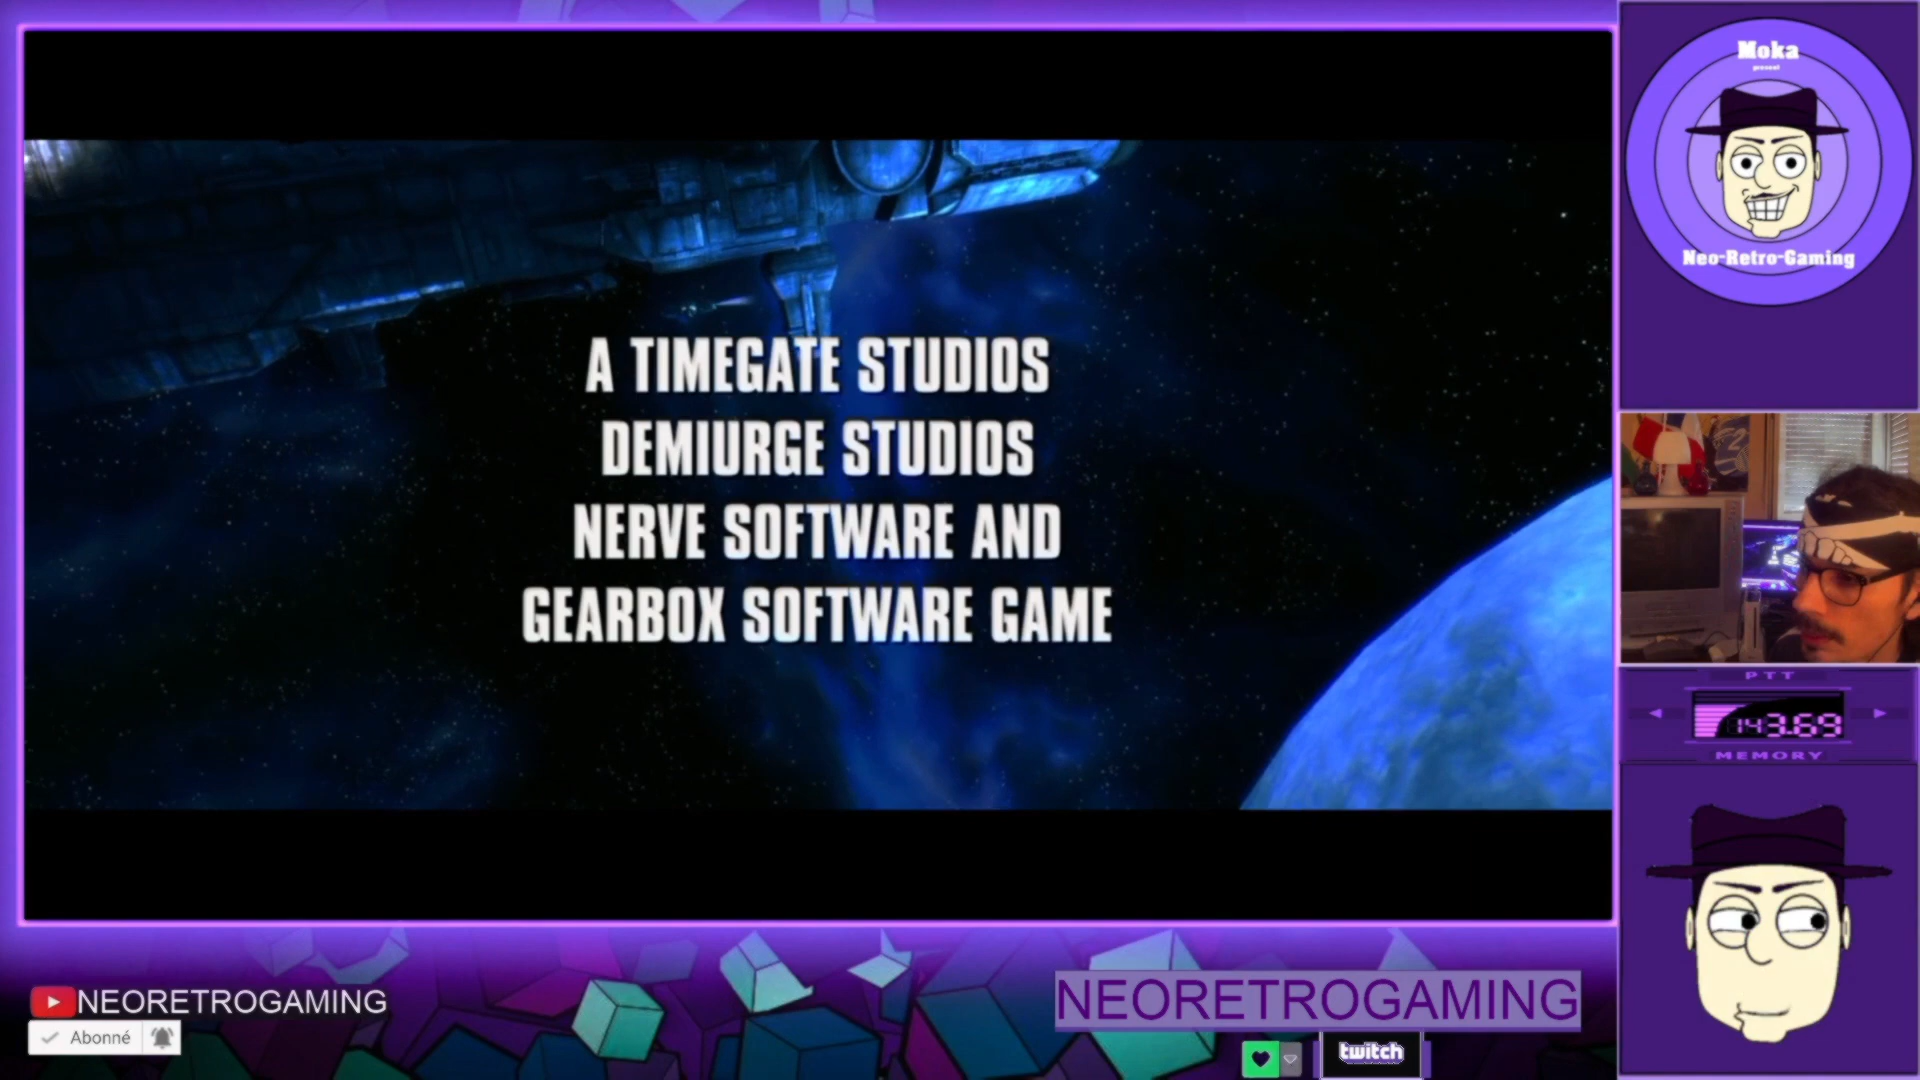 A TIMEGATE STUDIOS
DEMIURGE STUDIOS
NERVE SOFTWARE AND
GEARBOX SOFTWARE GAME
Moka
present
Neo-Retro-Gaming
PTT
143.69
MEMORY
NEORETROGAMING
Abonné
NEORETROGAMING
twitch